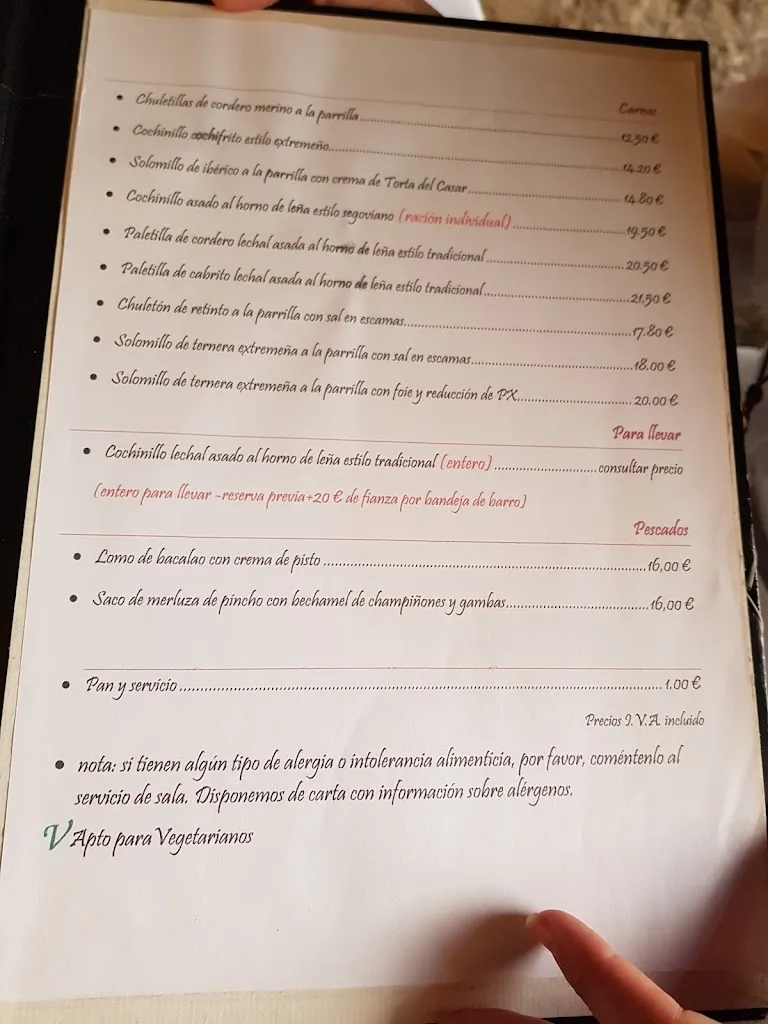 Carnes
• Chuletillas de cordero merino a la parrilla.....12.50 €
• Cochinillo cochifrito estilo extremeño.....14.20 €
• Solomillo de ibérico a la parrilla con crema de Torta del Casar.....14.80 €
• Cochinillo asado al horno de leña estilo segoviano (ración individual).....19.50 €
• Paletilla de cordero lechal asada al horno de leña estilo tradicional.....20.50 €
• Paletilla de cabrito lechal asada al horno de leña estilo tradicional.....21.50 €
• Chuletón de retinto a la parrilla con sal en escamas.....17.80 €
• Solomillo de ternera extremeña a la parrilla con sal en escamas.....18.00 €
• Solomillo de ternera extremeña a la parrilla con foie y reducción de PX.....20.00 €
Para llevar
• Cochinillo lechal asado al horno de leña estilo tradicional (entero).....consultar precio
(entero para llevar -reserva previa+20 € de fianza por bandeja de barro)
Pescados
• Lomo de bacalao con crema de pisto.....16,00 €
• Saco de merluza de pincho con bechamel de champiñones y gambas.....16,00 €
• Pan y servicio.....1.00 €
Precios I.V.A. incluido
• nota: si tienen algún tipo de alergia o intolerancia alimenticia, por favor, coméntenlo al
servicio de sala. Disponemos de carta con información sobre alérgenos.
V Apto para Vegetarianos